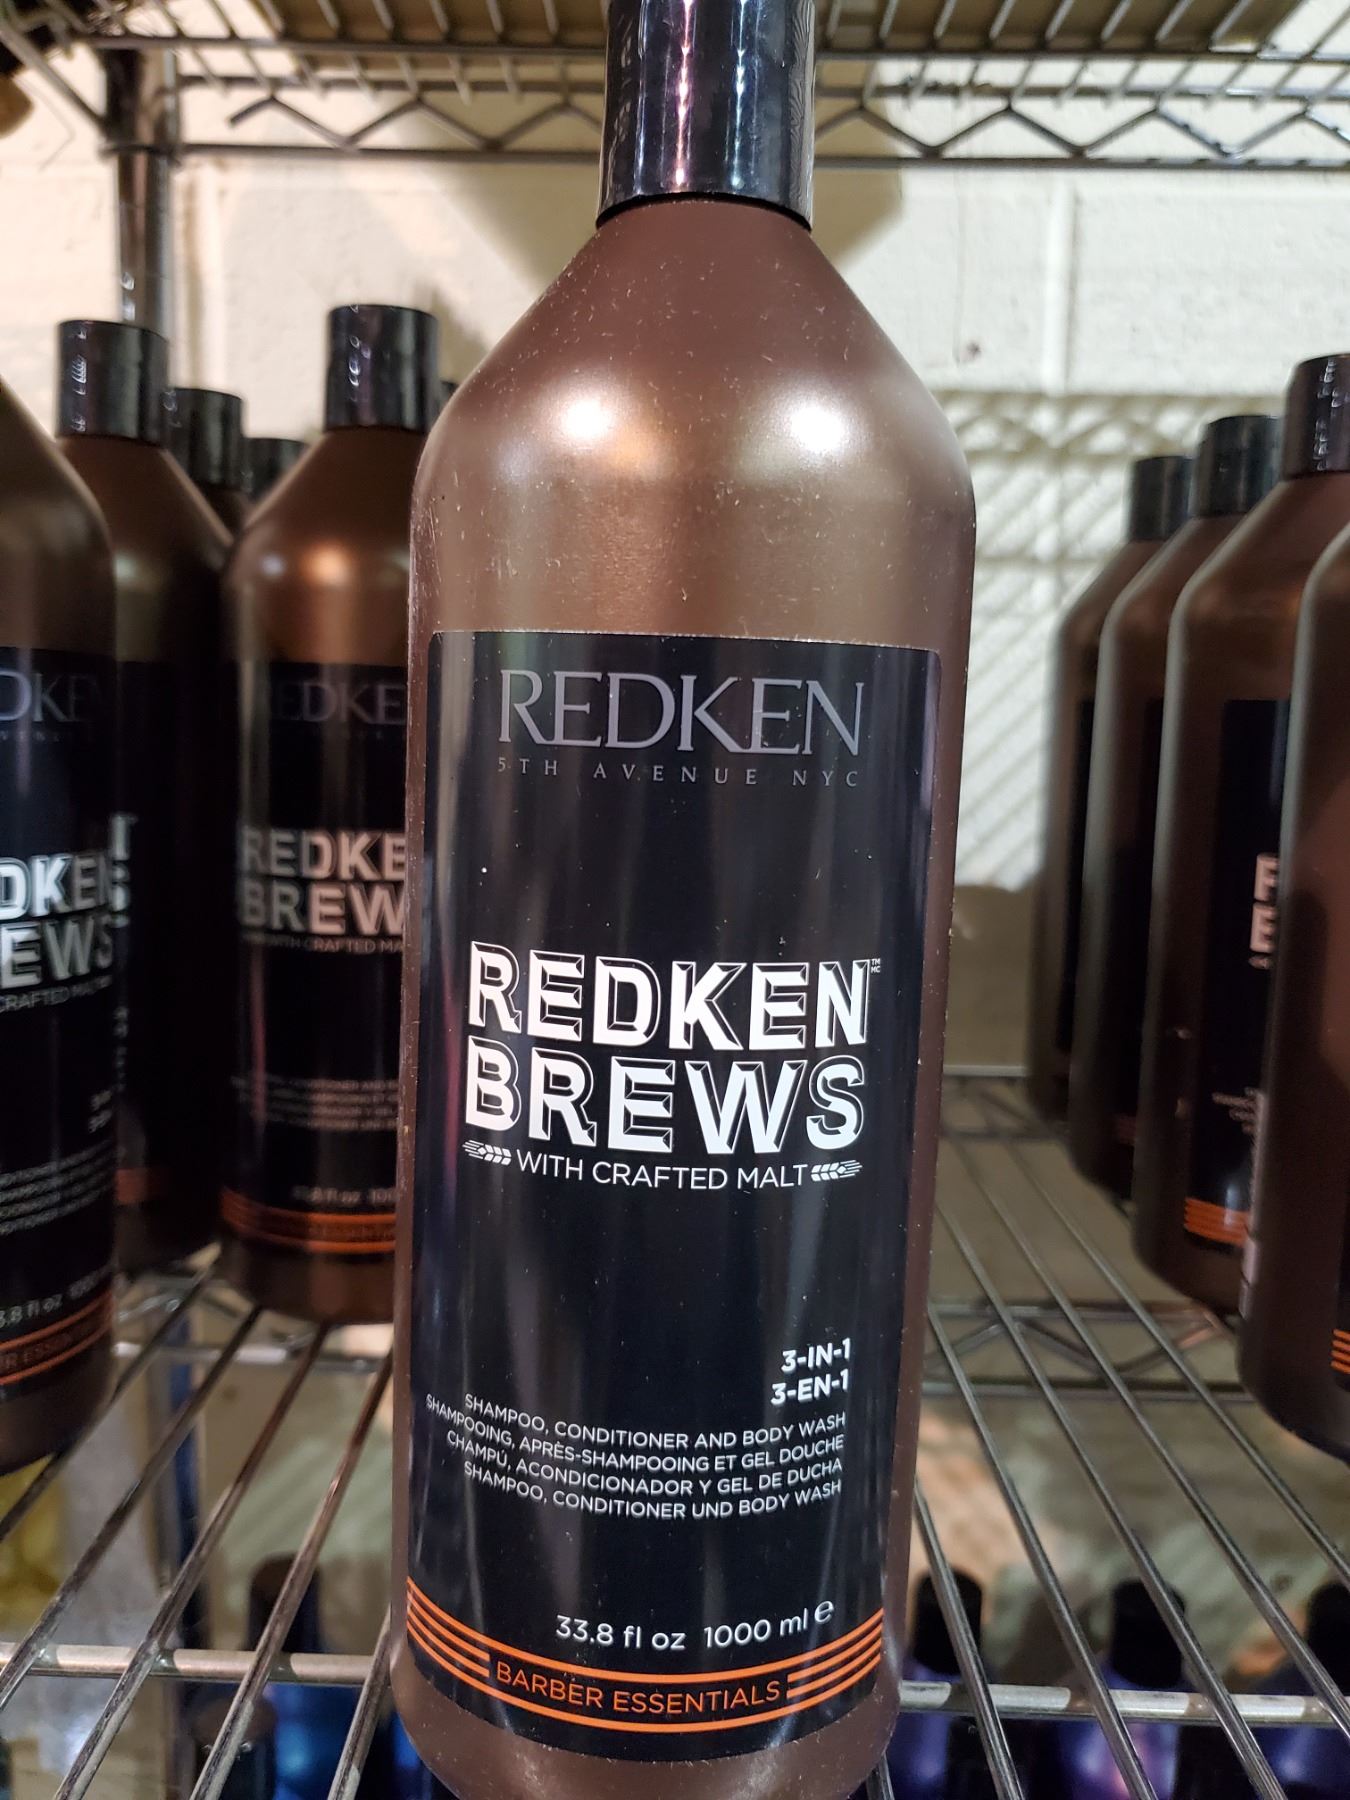 REDKEN
5TH AVENUE NYC
REDKEN™ MC
BREWS
WITH CRAFTED MALT
3-IN-1
3-EN-1
SHAMPOO, CONDITIONER AND BODY WASH
SHAMPOOING, APRÈS-SHAMPOOING ET GEL DOUCHE
CHAMPÚ, ACONDICIONADOR Y GEL DE DUCHA
SHAMPOO, CONDITIONER UND BODY WASH
33.8 fl oz 1000 ml ℮
BARBER ESSENTIALS